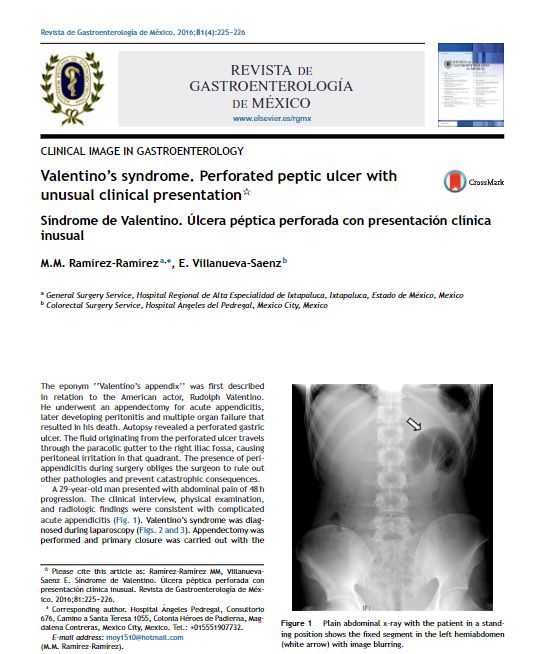 Revista de Gastroenterología de México. 2016;81(4):225-226
REVISTA DE
GASTROENTEROLOGÍA
DE MÉXICO
www.elsevier.es/rgmx
CLINICAL IMAGE IN GASTROENTEROLOGY
Valentino's syndrome. Perforated peptic ulcer with
unusual clinical presentation☆
CrossMark
Síndrome de Valentino. Úlcera péptica perforada con presentación clínica
inusual
M.M. Ramírez-Ramírez a,*, E. Villanueva-Saenz b
a General Surgery Service, Hospital Regional de Alta Especialidad de Ixtapaluca, Ixtapaluca, Estado de México, Mexico
b Colorectal Surgery Service, Hospital Ángeles del Pedregal, Mexico City, Mexico
The eponym ''Valentino's appendix'' was first described
in relation to the American actor, Rudolph Valentino.
He underwent an appendectomy for acute appendicitis,
later developing peritonitis and multiple organ failure that
resulted in his death. Autopsy revealed a perforated gastric
ulcer. The fluid originating from the perforated ulcer travels
through the paracolic gutter to the right iliac fossa, causing
peritoneal irritation in that quadrant. The presence of peri-
appendicitis during surgery obliges the surgeon to rule out
other pathologies and prevent catastrophic consequences.
A 29-year-old man presented with abdominal pain of 48 h
progression. The clinical interview, physical examination,
and radiologic findings were consistent with complicated
acute appendicitis (Fig. 1). Valentino's syndrome was diag-
nosed during laparoscopy (Figs. 2 and 3). Appendectomy was
performed and primary closure was carried out with the
☆ Please cite this article as: Ramírez-Ramírez MM, Villanueva-
Saenz E. Síndrome de Valentino. Úlcera péptica perforada con
presentación clínica inusual. Revista de Gastroenterología de Méx-
ico. 2016;81:225-226.
* Corresponding author. Hospital Ángeles Pedregal, Consultorio
676, Camino a Santa Teresa 1055, Colonia Héroes de Padierna, Mag-
dalena Contreras, Mexico City, Mexico. Tel.: +015551907732.
E-mail address: moy1510@hotmail.com
(M.M. Ramírez-Ramírez).
Figure 1 Plain abdominal x-ray with the patient in a stand-
ing position shows the fixed segment in the left hemiabdomen
(white arrow) with image blurring.